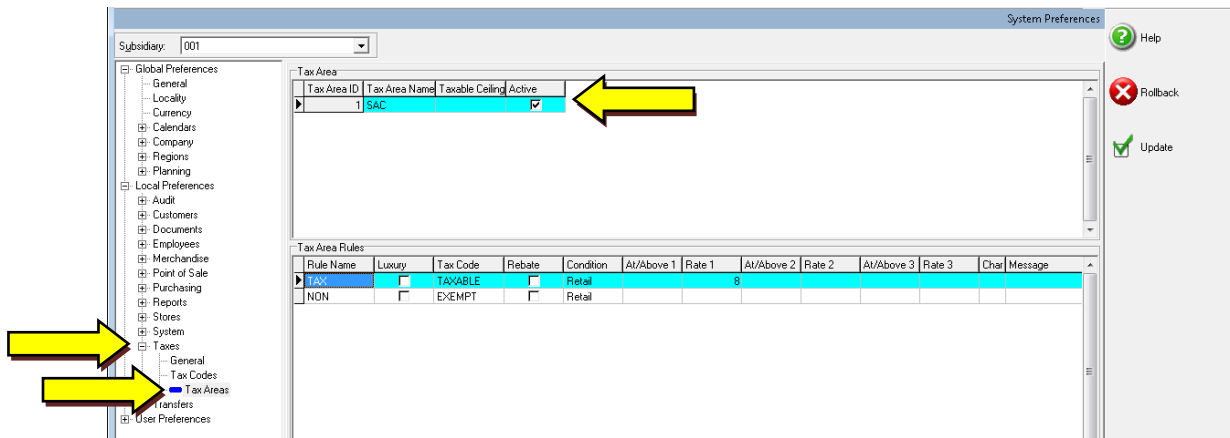 System Preferences
Subsidiary: 001
Global Preferences
General
Locality
Currency
Calendars
Company
Regions
Planning
Local Preferences
Audit
Customers
Documents
Employees
Merchandise
Point of Sale
Purchasing
Reports
Stores
System
Taxes
General
Tax Codes
Tax Areas
Transfers
User Preferences
Tax Area
Tax Area ID Tax Area Name Taxable Ceiling Active
1 SAC
Tax Area Rules
Rule Name Luxury Tax Code Rebate Condition At/Above 1 Rate 1 At/Above 2 Rate 2 At/Above 3 Rate 3 Char Message
TAX TAXABLE Retail 8
NON EXEMPT Retail
Help
Rollback
Update